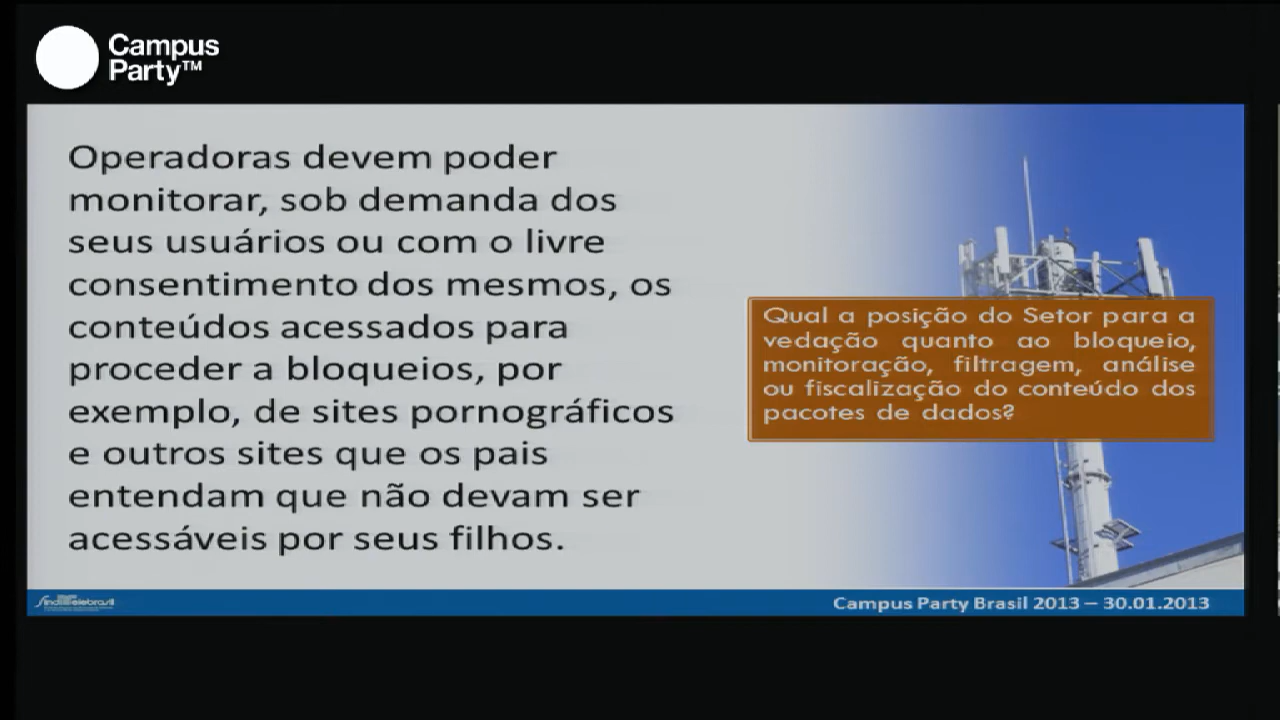 Campus
Party™
Operadoras devem poder
monitorar, sob demanda dos
seus usuários ou com o livre
consentimento dos mesmos, os
conteúdos acessados para
proceder a bloqueios, por
exemplo, de sites pornográficos
e outros sites que os pais
entendam que não devam ser
acessáveis por seus filhos.
Qual a posição do Setor para a
vedação quanto ao bloqueio,
monitoração, filtragem, análise
ou fiscalização do conteúdo dos
pacotes de dados?
Campus Party Brasil 2013 – 30.01.2013